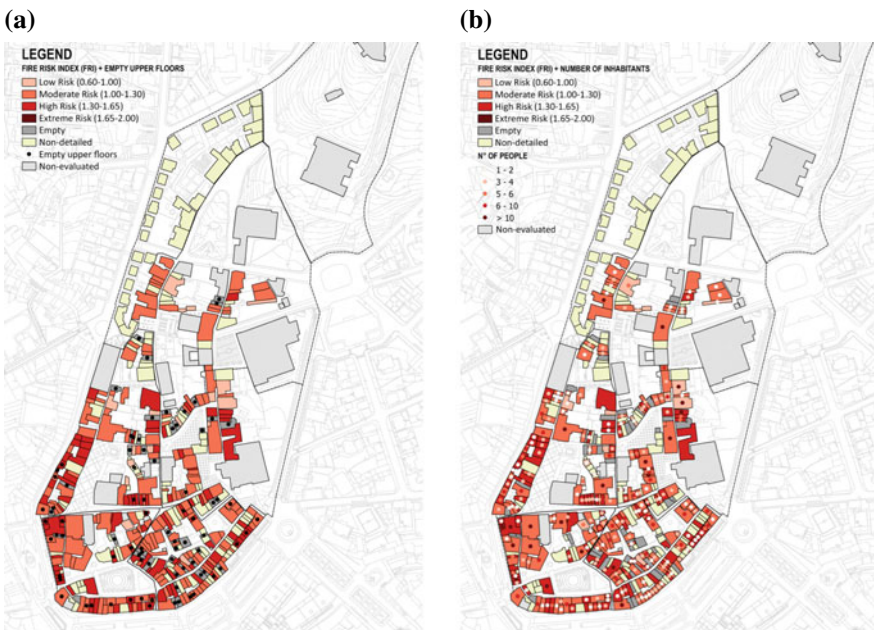 (a)
LEGEND
FIRE RISK INDEX (FRI) + EMPTY UPPER FLOORS
Low Risk (0.60-1.00)
Moderate Risk (1.00-1.30)
High Risk (1.30-1.65)
Extreme Risk (1.65-2.00)
Empty
Non-detailed
Empty upper floors
Non-evaluated
(b)
LEGEND
FIRE RISK INDEX (FRI) + NUMBER OF INHABITANTS
Low Risk (0.60-1.00)
Moderate Risk (1.00-1.30)
High Risk (1.30-1.65)
Extreme Risk (1.65-2.00)
Empty
Non-detailed
N° OF PEOPLE
1 - 2
3 - 4
5 - 6
6 - 10
> 10
Non-evaluated